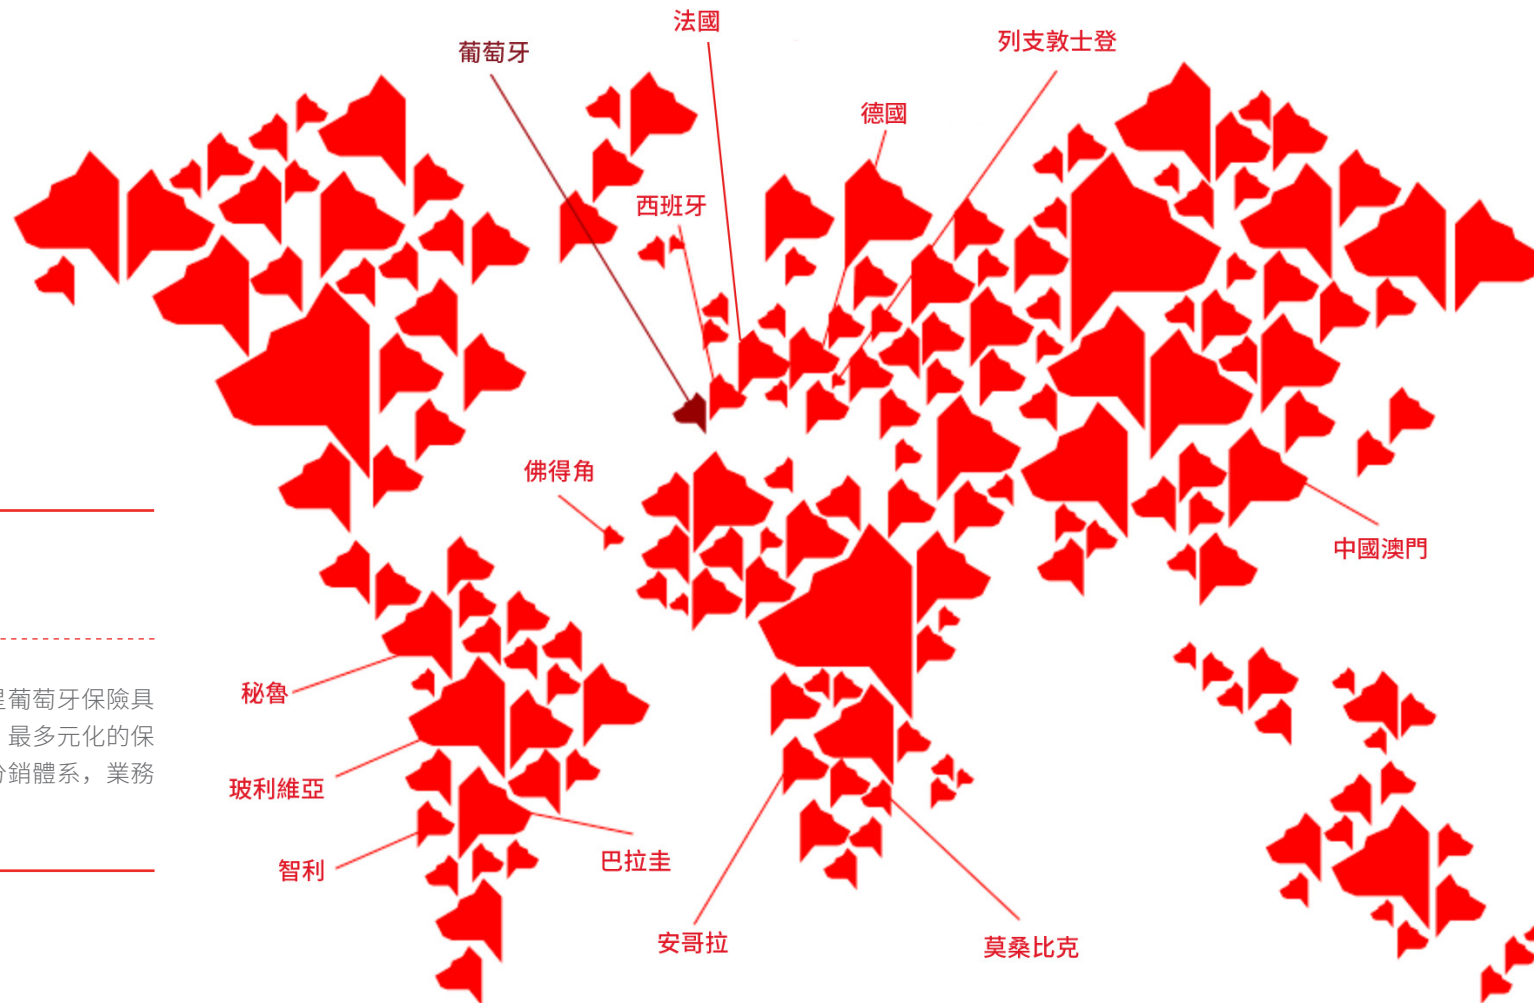 法國
葡萄牙
列支敦士登
德國
西班牙
佛得角
中國澳門
秘魯
玻利維亞
智利
巴拉圭
安哥拉
莫桑比克
葡萄牙保險具
最多元化的保
銷體系，業務